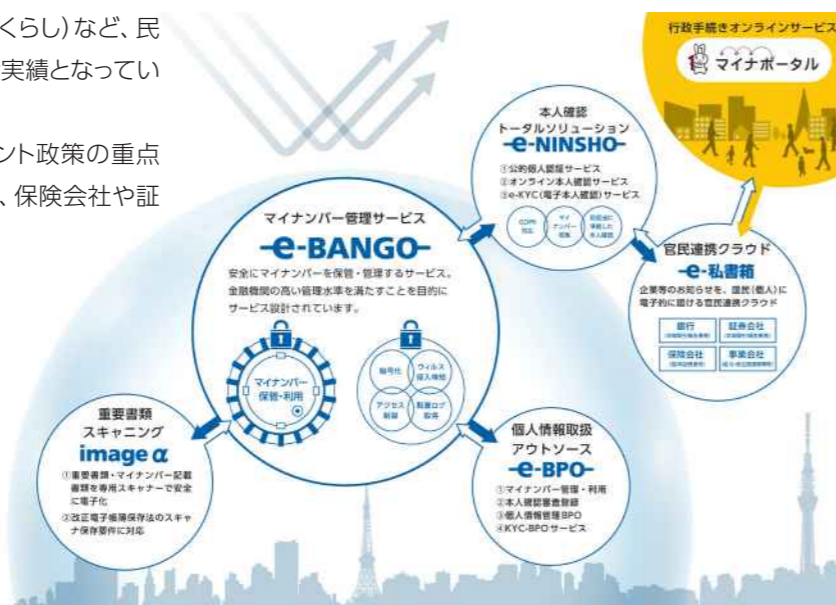 くらし)など、民
実績となってい
ント政策の重点
、保険会社や証
行政手続きオンラインサービス
マイナポータル
本人確認
トータルソリューション
-e-NINSHO-
①公的個人認証サービス
②オンライン本人確認サービス
③e-KYC(電子本人確認)サービス
マイナンバー管理サービス
-e-BANGO-
安全にマイナンバーを保管・管理するサービス。
金融機関の高い管理水準を満たすことを目的に
サービス設計されています。
マイナンバー
保管・利用
暗号化
ウィルス
侵入検知
アクセス
制御
監査ログ
取得
官民連携クラウド
-e-私書箱
企業等のお知らせを、国民(個人)に
電子的に届ける官民連携クラウド
銀行
証券会社
保険会社
事業会社
重要書類
スキャニング
image α
①重要書類・マイナンバー記載
書類を専用スキャナーで安全
に電子化
②改正電子帳簿保存法のスキャ
ナ保存要件に対応
個人情報取扱
アウトソース
-e-BPO-
①マイナンバー管理・利用
②本人確認審査登録
③個人情報管理BPO
④KYC-BPOサービス